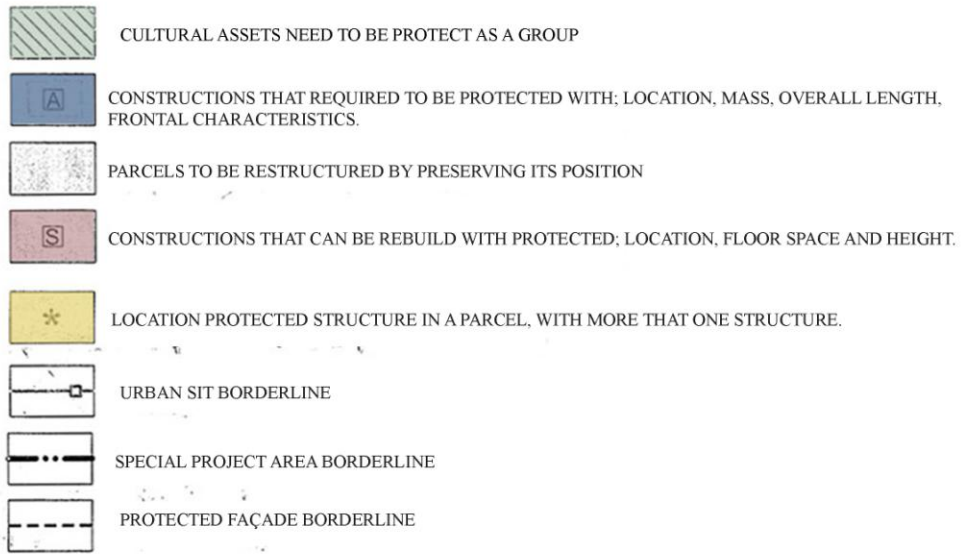 CULTURAL ASSETS NEED TO BE PROTECT AS A GROUP
A
CONSTRUCTIONS THAT REQUIRED TO BE PROTECTED WITH; LOCATION, MASS, OVERALL LENGTH,
FRONTAL CHARACTERISTICS.
PARCELS TO BE RESTRUCTURED BY PRESERVING ITS POSITION
S
CONSTRUCTIONS THAT CAN BE REBUILD WITH PROTECTED; LOCATION, FLOOR SPACE AND HEIGHT.
* LOCATION PROTECTED STRUCTURE IN A PARCEL, WITH MORE THAT ONE STRUCTURE.
URBAN SIT BORDERLINE
SPECIAL PROJECT AREA BORDERLINE
PROTECTED FAÇADE BORDERLINE